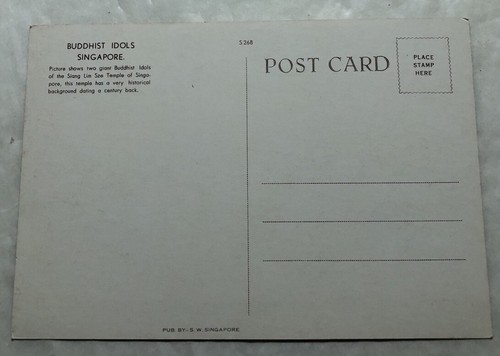 BUDDHIST IDOLS
SINGAPORE.
Picture shows two giant Buddhist Idols
of the Siang Lim Sze Temple of Singa-
pore, this temple has a very historical
background dating a century back.
S 268
POST CARD
PLACE
STAMP
HERE
PUB. BY: S. W. SINGAPORE